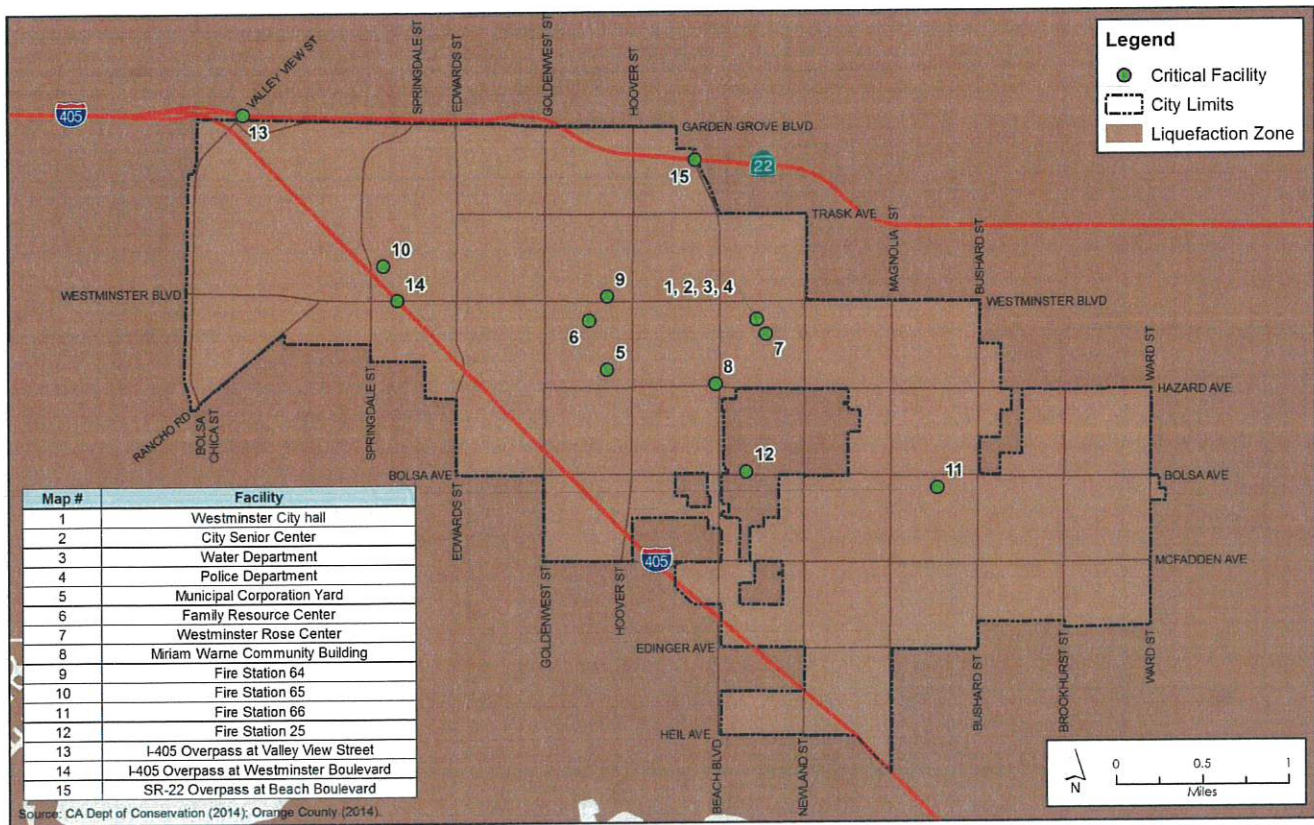 VALLEY VIEW ST
SPRINGDALE ST
EDWARDS ST
GOLDENWEST ST
HOOVER ST
Legend
Critical Facility
City Limits
Liquefaction Zone
405
13
GARDEN GROVE BLVD
15
22
TRASK AVE
MAGNOLIA ST
BUSHARD ST
10
14
WESTMINSTER BLVD
9
1, 2, 3, 4
WESTMINSTER BLVD
6
7
5
8
WARD ST
HAZARD AVE
RANCHO RD
BOLSA CHICA ST
SPRINGDALE ST
12
11
BOLSA AVE
BOLSA AVE
EDWARDS ST
405
MCFADDEN AVE
GOLDENWEST ST
HOOVER ST
EDINGER AVE
BUSHARD ST
BROCKHURST ST
WARD ST
HEIL AVE
BEACH BLVD
NEWLAND ST
Map # Facility
1 Westminster City hall
2 City Senior Center
3 Water Department
4 Police Department
5 Municipal Corporation Yard
6 Family Resource Center
7 Westminster Rose Center
8 Miriam Warne Community Building
9 Fire Station 64
10 Fire Station 65
11 Fire Station 66
12 Fire Station 25
13 I-405 Overpass at Valley View Street
14 I-405 Overpass at Westminster Boulevard
15 SR-22 Overpass at Beach Boulevard
Source: CA Dept of Conservation (2014); Orange County (2014).
N
0 0.5 1
Miles